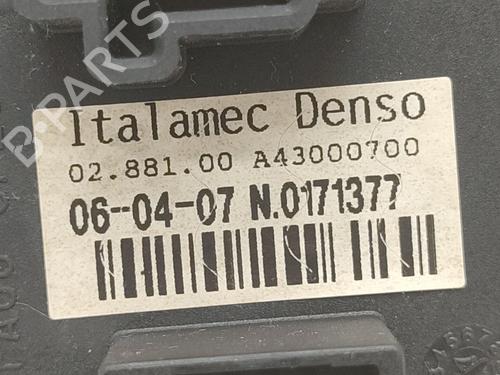 Italamec Denso
02.881.00 A43000700
06-04-07 N.0171377
B-PARTS